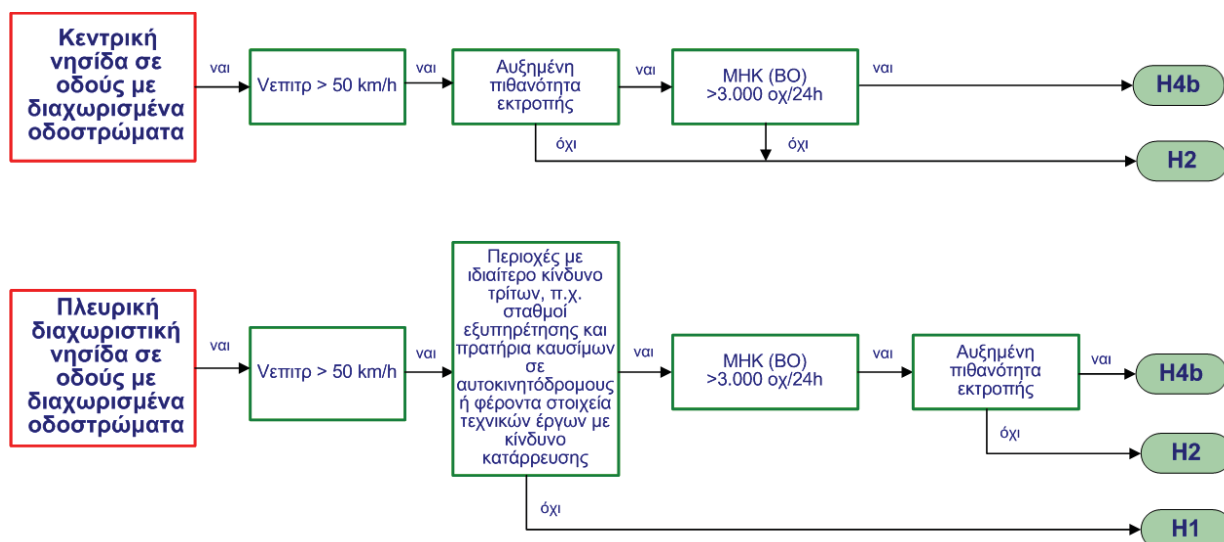 Κεντρική
νησίδα σε
οδούς με
διαχωρισμένα
οδοστρώματα
ναι
Vεπιτρ > 50 km/h
ναι
Αυξημένη
πιθανότητα
εκτροπής
ναι
ΜΗΚ (ΒΟ)
>3.000 οχ/24h
ναι
H4b
όχι
όχι
H2
Πλευρική
διαχωριστική
νησίδα σε
οδούς με
διαχωρισμένα
οδοστρώματα
ναι
Vεπιτρ > 50 km/h
ναι
Περιοχές με
ιδιαίτερο κίνδυνο
τρίτων, π.χ.
σταθμοί
εξυπηρέτησης και
πρατήρια καυσίμων
σε
αυτοκινητόδρομους
ή φέροντα στοιχεία
τεχνικών έργων με
κίνδυνο
κατάρρευσης
ναι
ΜΗΚ (ΒΟ)
>3.000 οχ/24h
ναι
Αυξημένη
πιθανότητα
εκτροπής
ναι
H4b
όχι
H2
όχι
H1